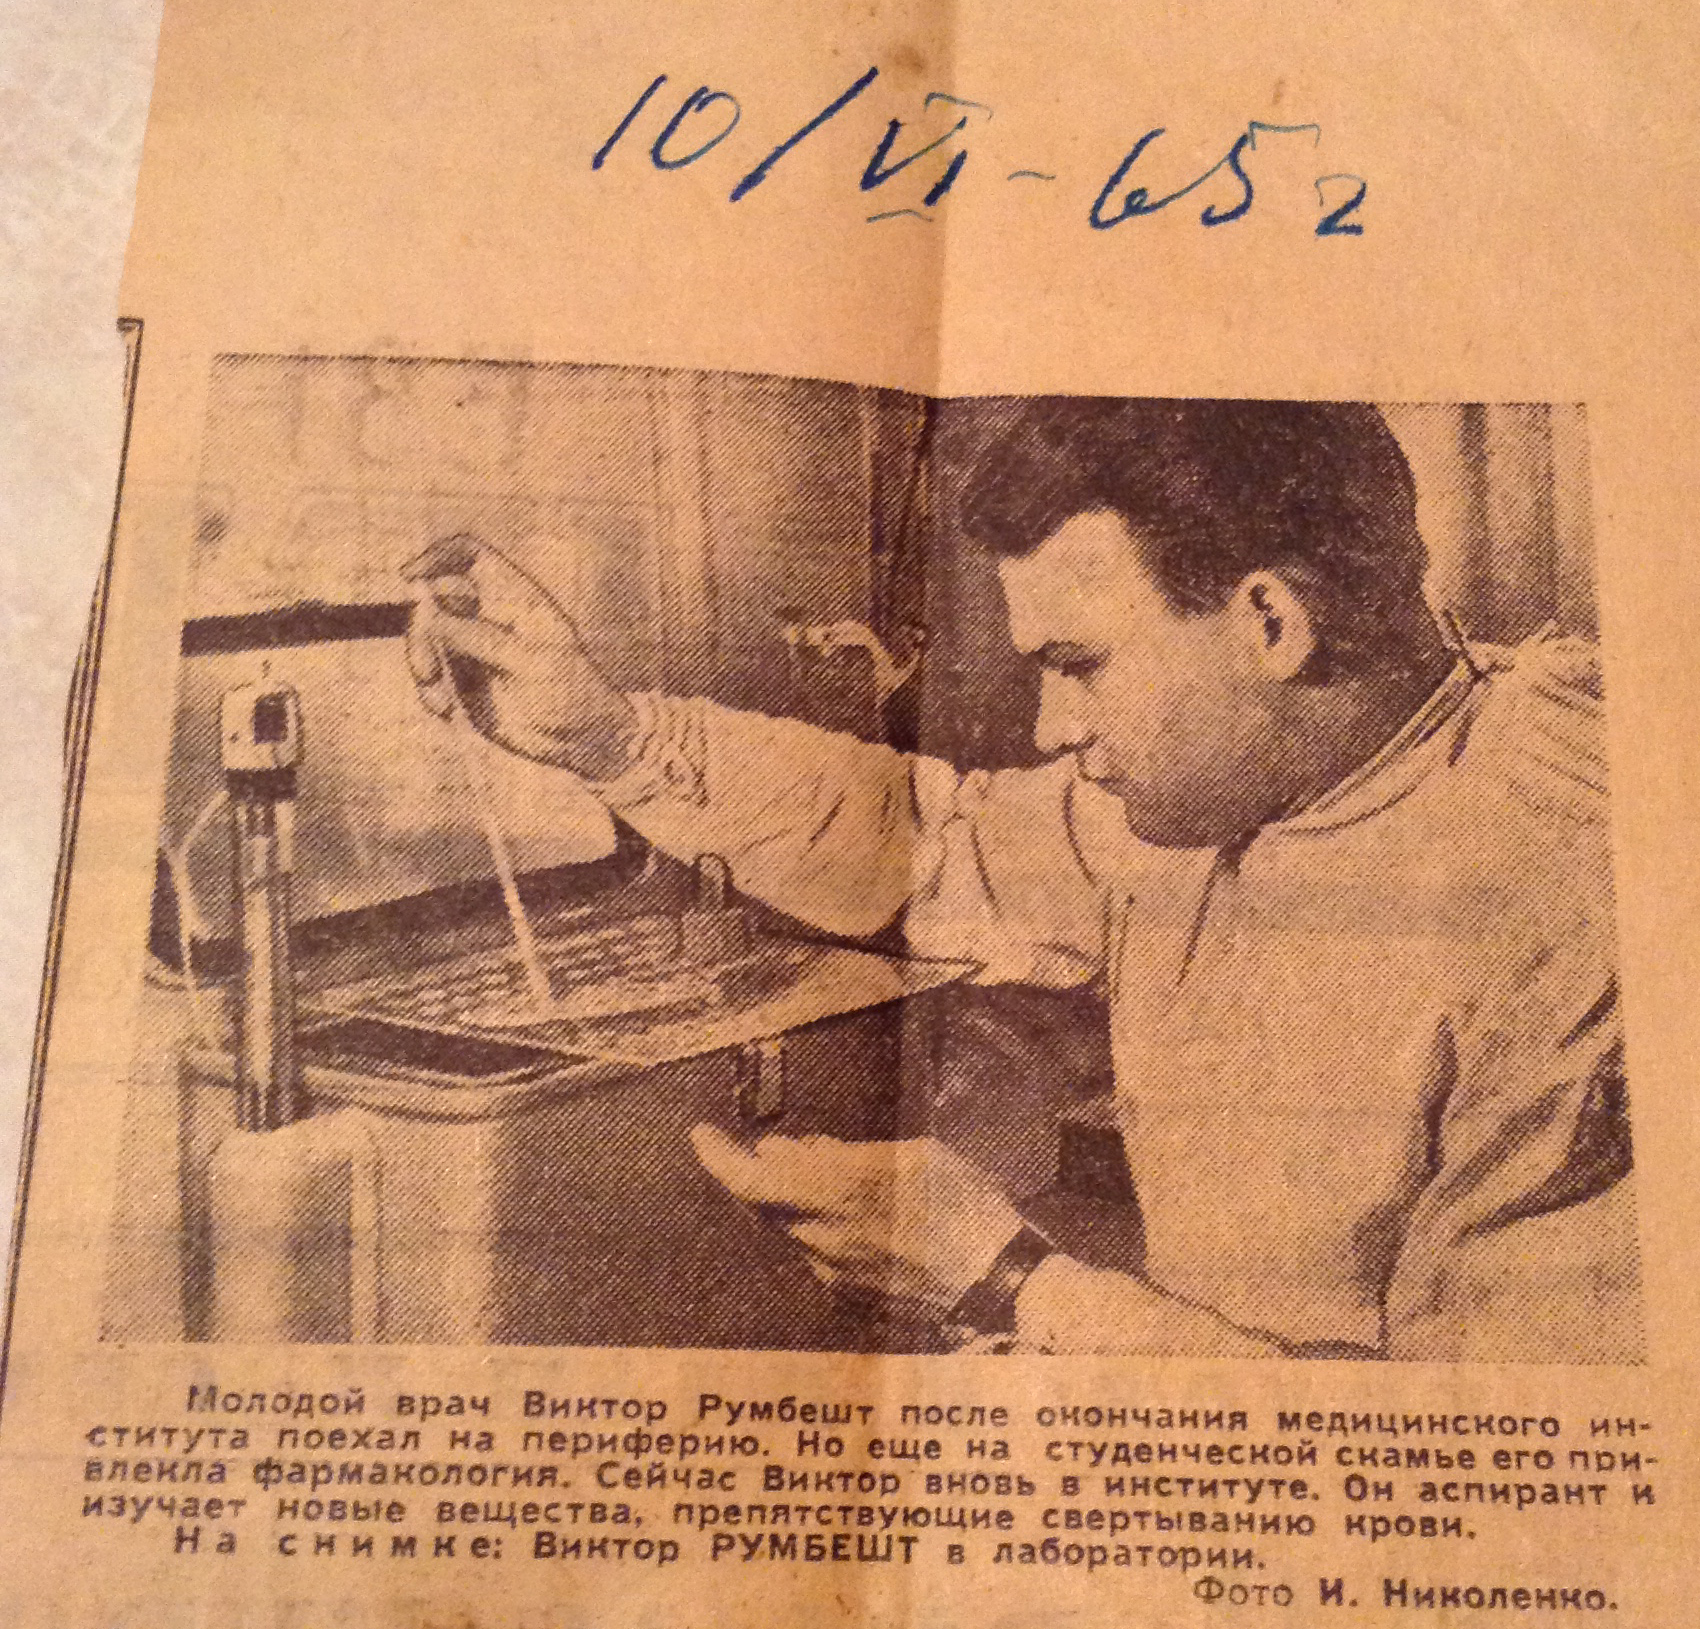 10/VI-65г
Молодой врач Виктор Румбешт после окончания медицинского ин-
ститута поехал на периферию. Но еще на студенческой скамье его при-
влекла фармакология. Сейчас Виктор вновь в институте. Он аспирант и
изучает новые вещества, препятствующие свертыванию крови.
На снимке: Виктор РУМБЕШТ в лаборатории.
Фото И. Николенко.